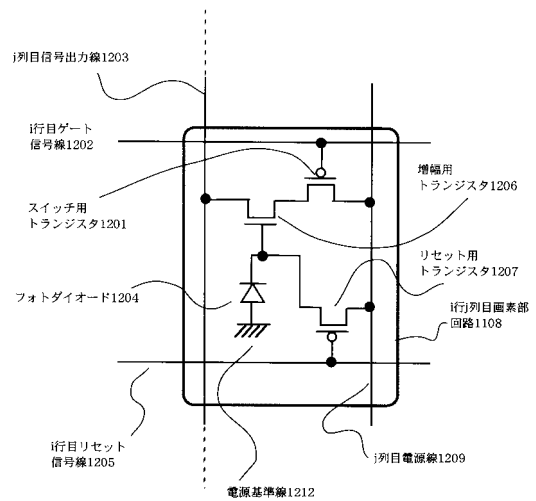 j列目信号出力線1203
i行目ゲート
信号線1202
スイッチ用
トランジスタ1201
増幅用
トランジスタ1206
リセット用
トランジスタ1207
フォトダイオード1204
i行j列目画素部
回路1108
i行目リセット
信号線1205
j列目電源線1209
電源基準線1212